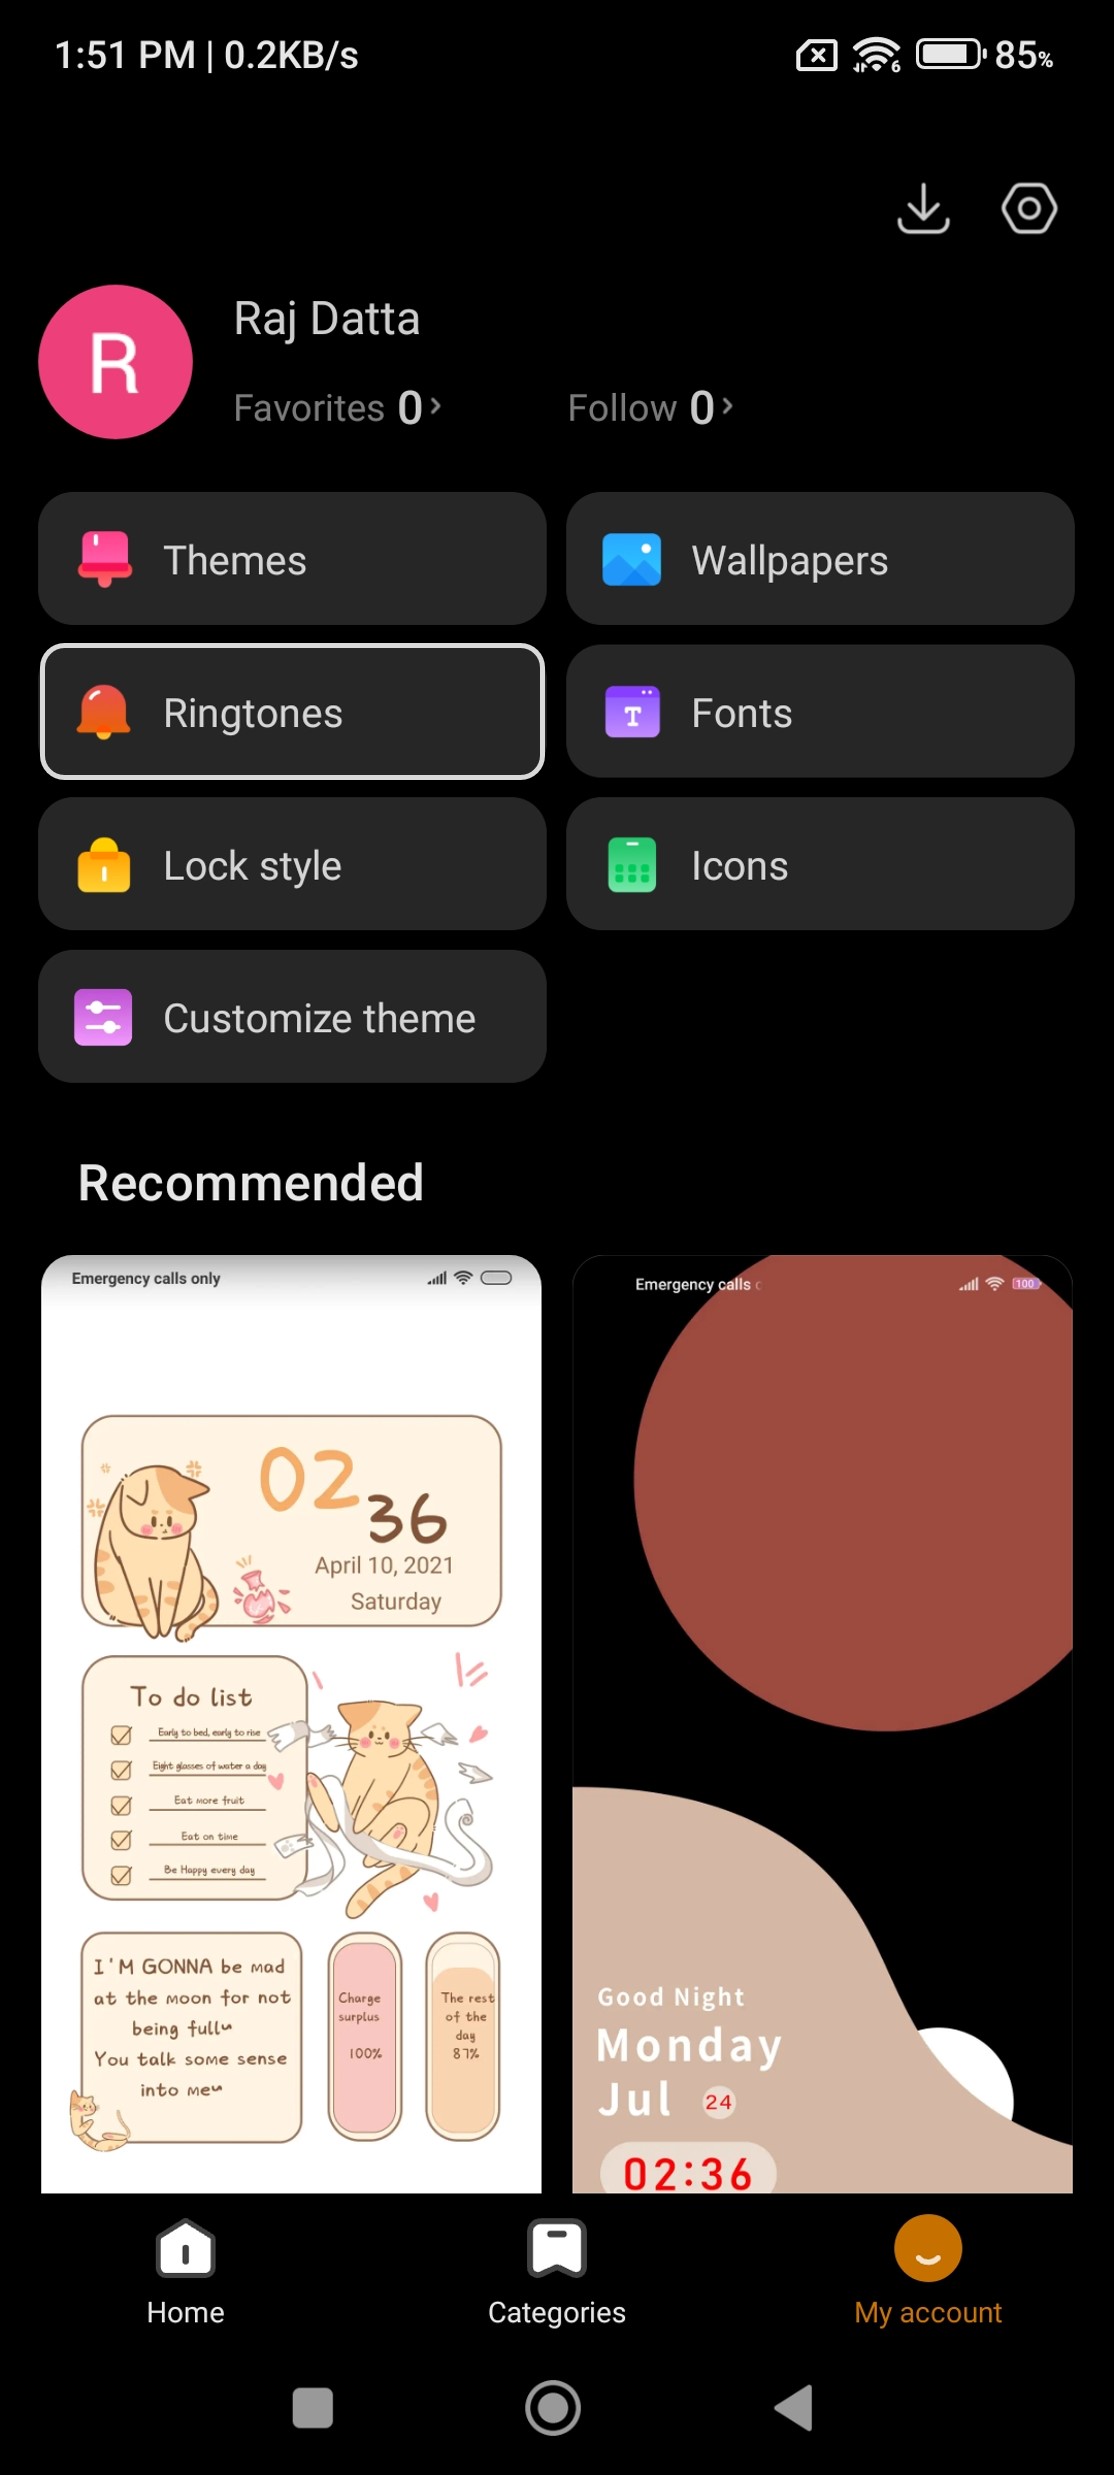 1:51 PM | 0.2KB/s
6
85%
R
Raj Datta
Favorites 0
Follow 0
Themes
Wallpapers
Ringtones
T
Fonts
Lock style
Icons
Customize theme
Recommended
Emergency calls only
02
36
April 10, 2021
Saturday
To do list
Early to bed, early to rise
Eight glasses of water a day
Eat more fruit
Eat on time
Be Happy every day
I'M GONNA be mad
at the moon for not
being full~
You talk some sense
into me~
Charge
surplus
100%
The rest
of the
day
87%
Emergency calls
100
Good Night
Monday
Jul 24
02:36
Home
Categories
My account